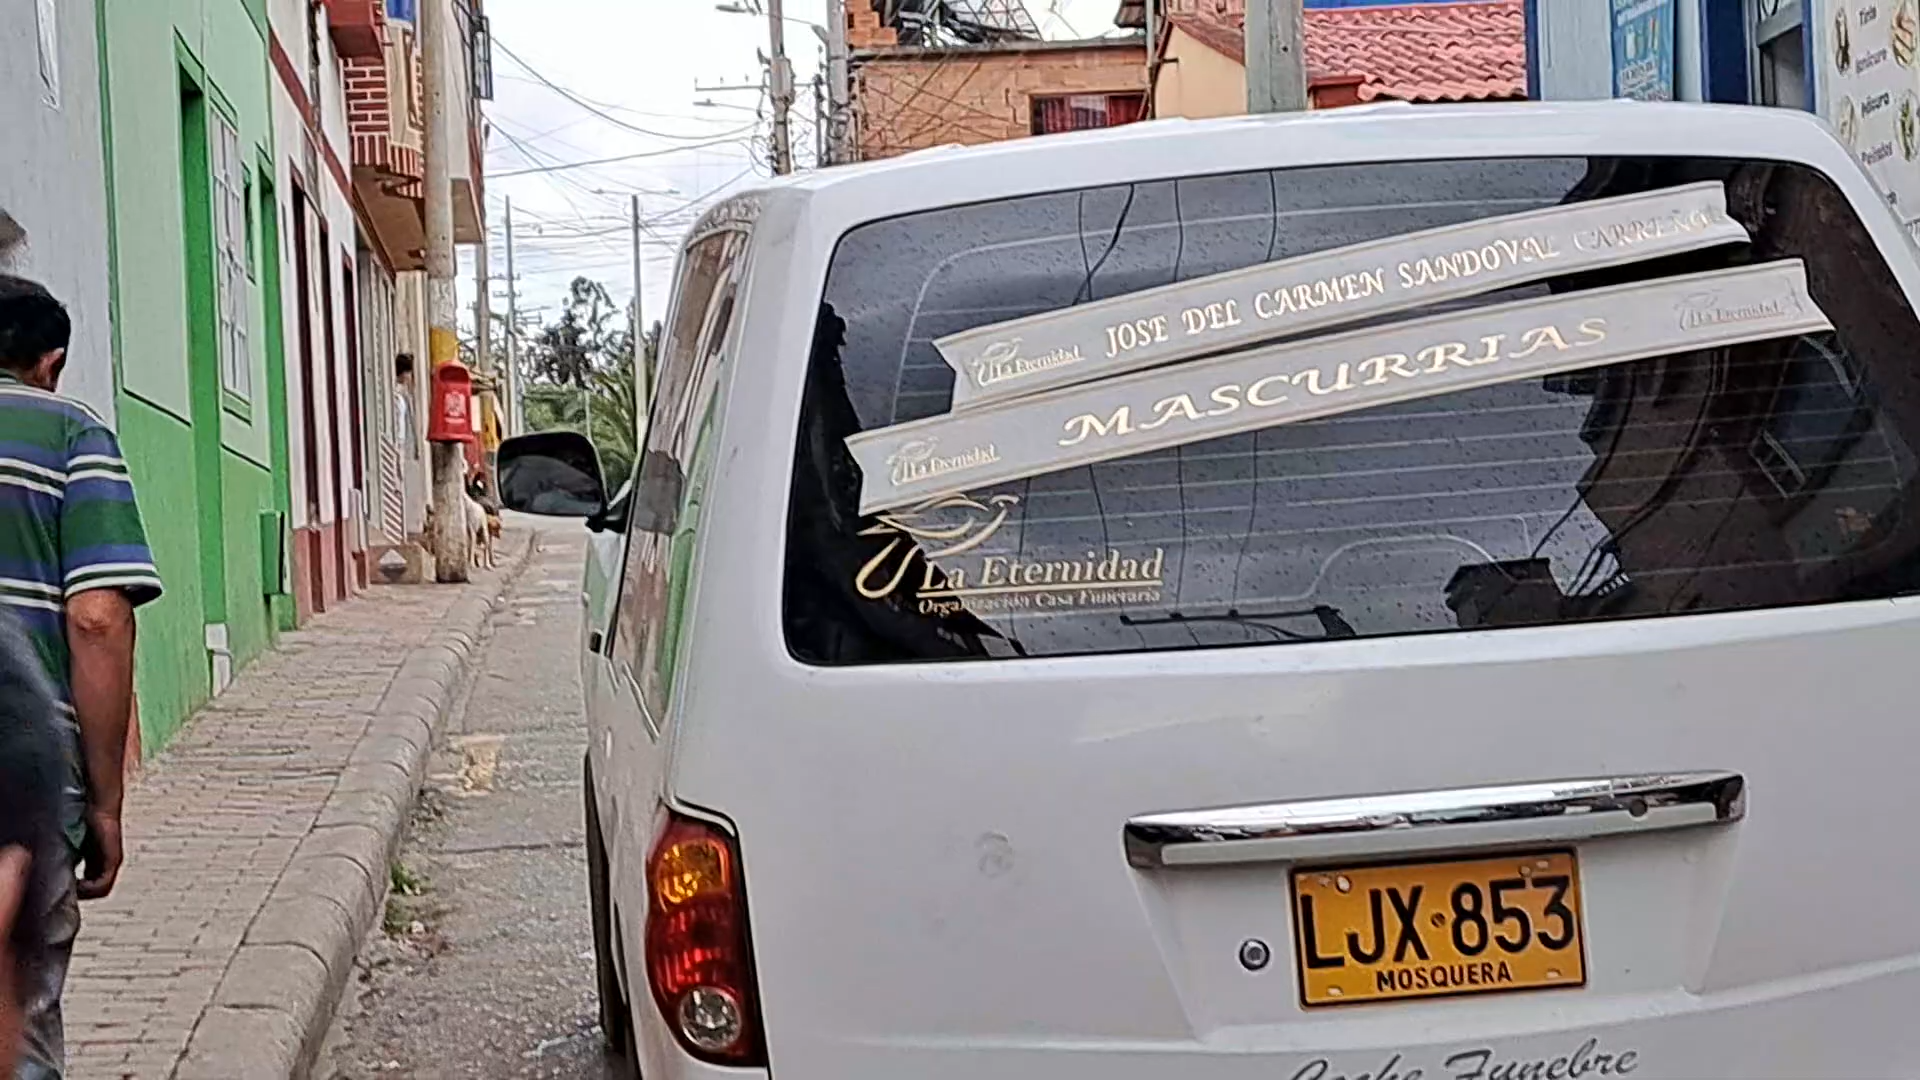 JOSE DEL CARMEN SANDOVAL CARREÑO
La Eternidad
MASCURRIAS
La Eternidad
La Eternidad
La Eternidad
Organización Casa Funeraria
LJX·853
MOSQUERA
Coche Funebre